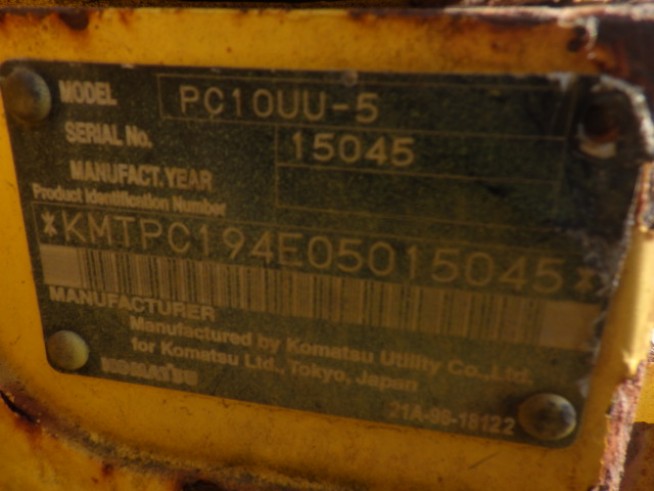 MODEL PC10UU-5
SERIAL No. 15045
MANUFACT. YEAR
Product Identification Number
*KMTPC194E05015045*
MANUFACTURER
Manufactured by Komatsu Utility Co.,Ltd.
for Komatsu Ltd., Tokyo, Japan
KOMATSU
21A-98-18122